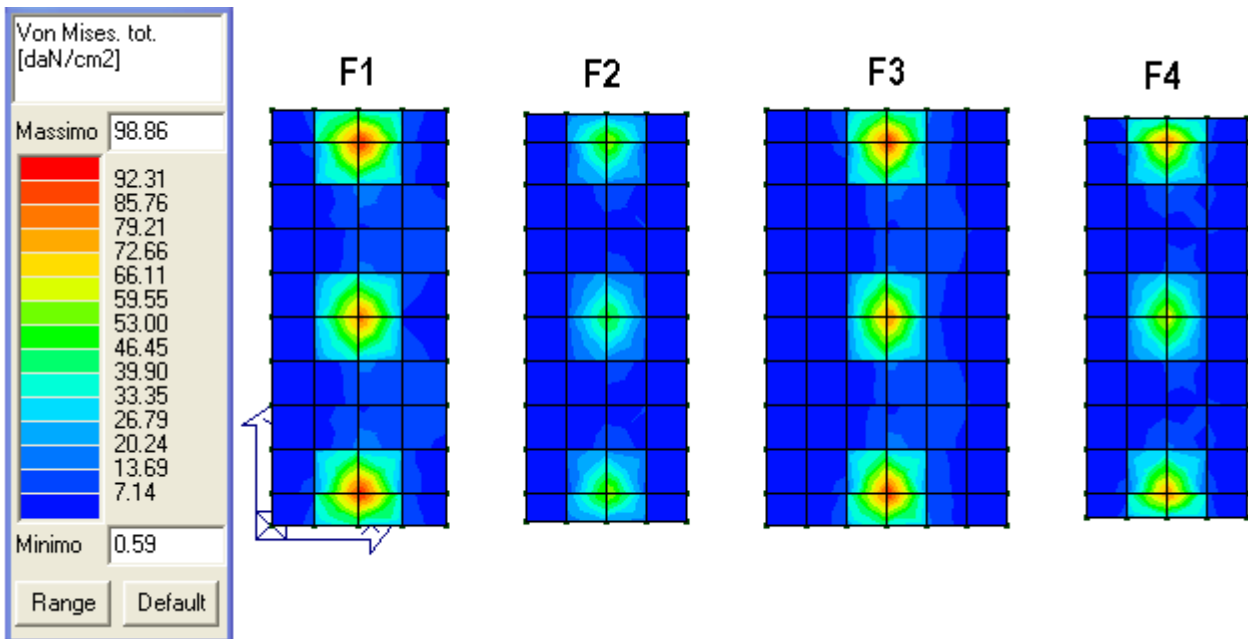 Von Mises. tot.
[daN/cm2]
Massimo 98.86
92.31
85.76
79.21
72.66
66.11
59.55
53.00
46.45
39.90
33.35
26.79
20.24
13.69
7.14
Minimo 0.59
Range Default
F1 F2 F3 F4